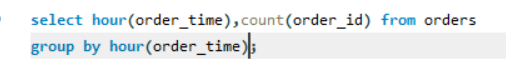 select hour(order_time),count(order_id) from orders
group by hour(order_time);